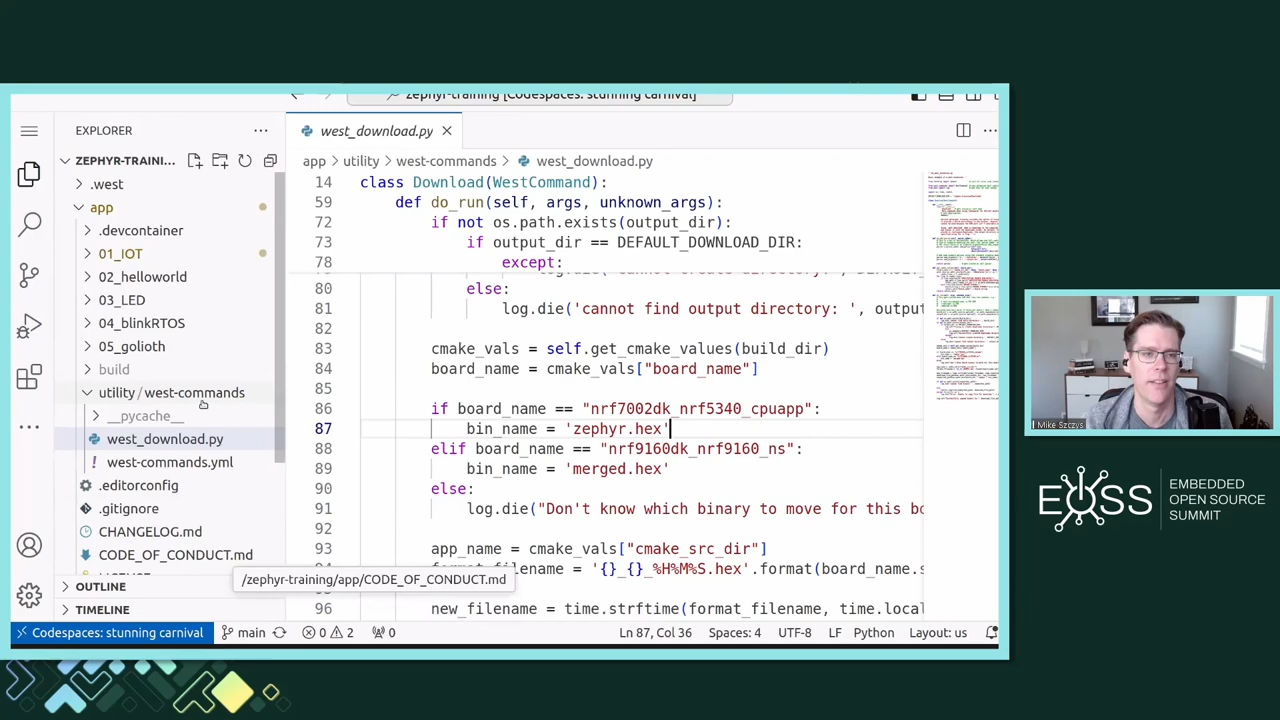 zephyr-training [Codespaces: stunning carnival]
EXPLORER
west_download.py
ZEPHYR-TRAINI...
app > utility > west-commands > west_download.py
.west
app
.devcontainer
01_IOT
02_helloworld
03_LED
04_blinkRTOS
05_golioth
build
utility / west-commands
__pycache__
west_download.py
west-commands.yml
.editorconfig
.gitignore
CHANGELOG.md
CODE_OF_CONDUCT.md
OUTLINE
TIMELINE
14 class Download(WestCommand):
59 def do_run(self, args, unknown_args):
72 if not os.path.exists(output_dir):
73 if output_dir == DEFAULT_DOWNLOAD_DIR:
78 except:
80 else:
81 log.die('cannot find output directory: ', output
82
83 cmake_vals = self.get_cmake_values(build_dir)
84 board_name = cmake_vals["board_name"]
85
86 if board_name == "nrf7002dk_nrf5340_cpuapp":
87 bin_name = 'zephyr.hex'
88 elif board_name == "nrf9160dk_nrf9160_ns":
89 bin_name = 'merged.hex'
90 else:
91 log.die("Don't know which binary to move for this bo
92
93 app_name = cmake_vals["cmake_src_dir"]
format_filename = '{}_{}_%H%M%S.hex'.format(board_name.s
96 new_filename = time.strftime(format_filename, time.local
/zephyr-training/app/CODE_OF_CONDUCT.md
Codespaces: stunning carnival
main
0
2
0
Ln 87, Col 36
Spaces: 4
UTF-8
LF
Python
Layout: us
Mike Szczys
EOSS
EMBEDDED
OPEN SOURCE
SUMMIT